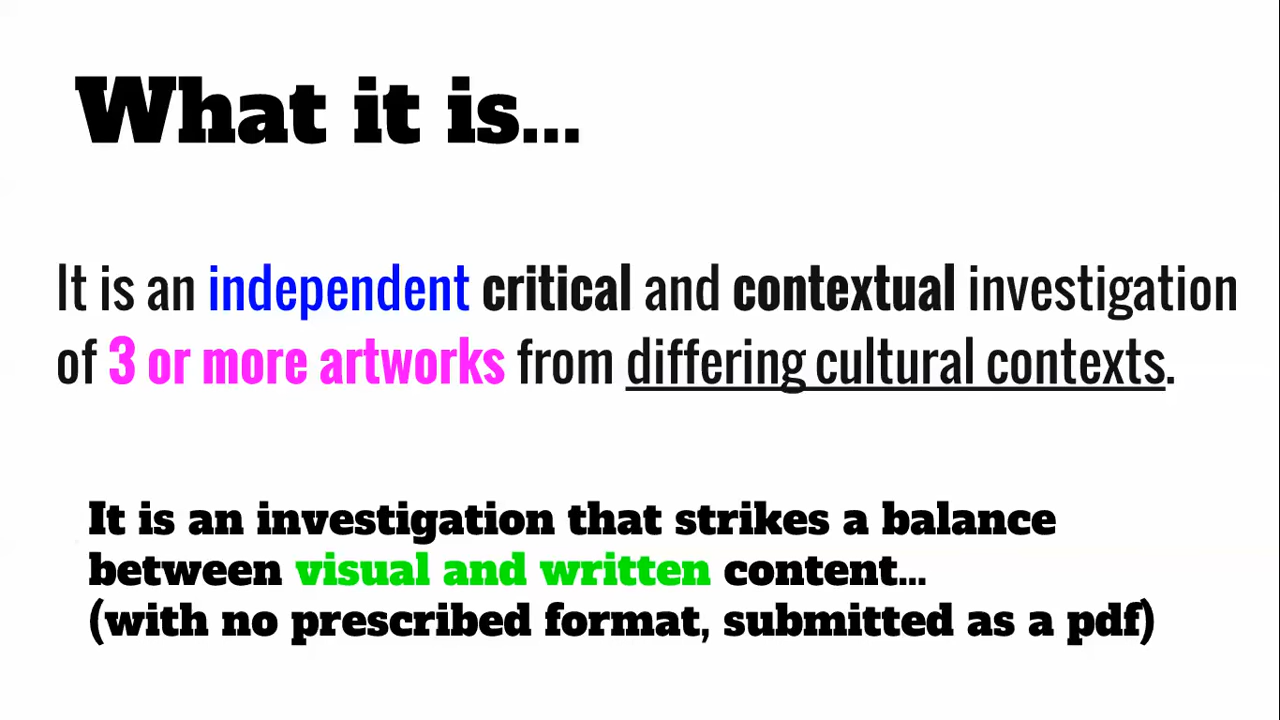 What it is...
It is an independent critical and contextual investigation
of 3 or more artworks from differing cultural contexts.
It is an investigation that strikes a balance
between visual and written content...
(with no prescribed format, submitted as a pdf)